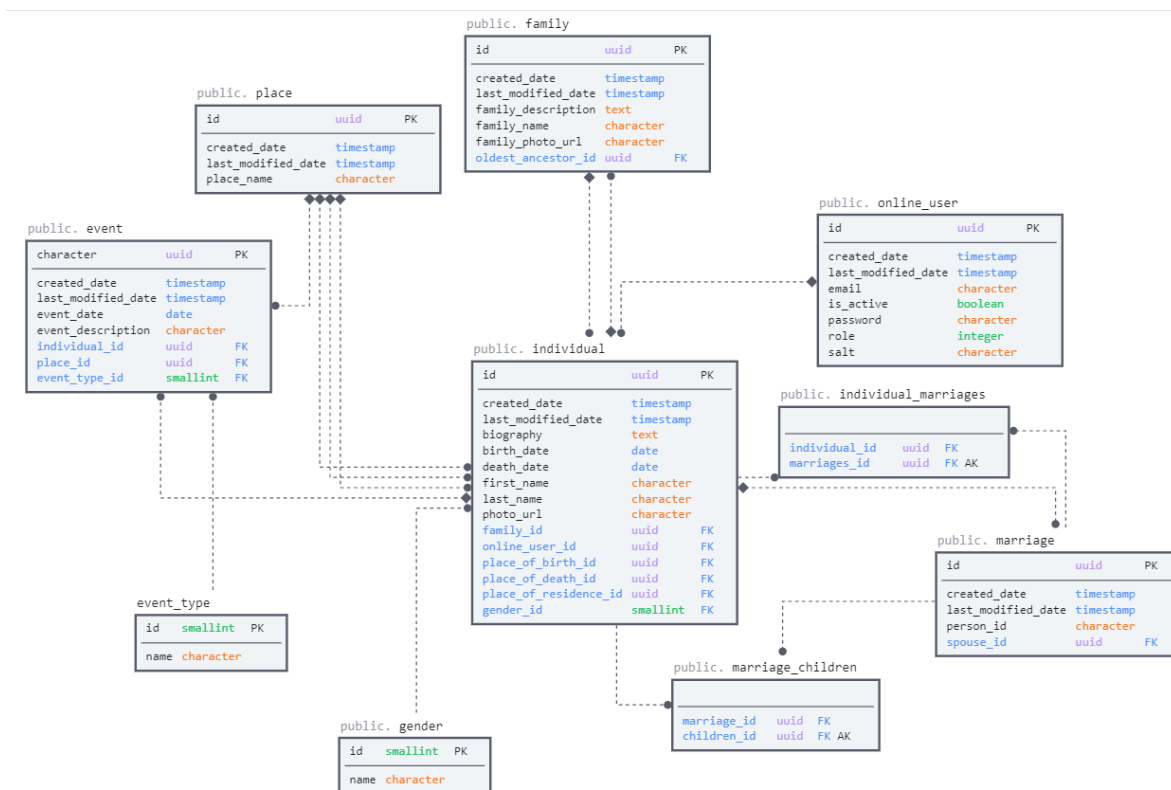 public. family
id uuid PK
created_date timestamp
last_modified_date timestamp
family_description text
family_name character
family_photo_url character
oldest_ancestor_id uuid FK
public. place
id uuid PK
created_date timestamp
last_modified_date timestamp
place_name character
public. online_user
id uuid PK
created_date timestamp
last_modified_date timestamp
email character
is_active boolean
password character
role integer
salt character
public. event
character uuid PK
created_date timestamp
last_modified_date timestamp
event_date date
event_description character
individual_id uuid FK
place_id uuid FK
event_type_id smallint FK
public. individual
id uuid PK
created_date timestamp
last_modified_date timestamp
biography text
birth_date date
death_date date
first_name character
last_name character
photo_url character
family_id uuid FK
online_user_id uuid FK
place_of_birth_id uuid FK
place_of_death_id uuid FK
place_of_residence_id uuid FK
gender_id smallint FK
public. individual_marriages
individual_id uuid FK
marriages_id uuid FK AK
public. marriage
id uuid PK
created_date timestamp
last_modified_date timestamp
person_id character
spouse_id uuid FK
event_type
id smallint PK
name character
public. marriage_children
marriage_id uuid FK
children_id uuid FK AK
public. gender
id smallint PK
name character